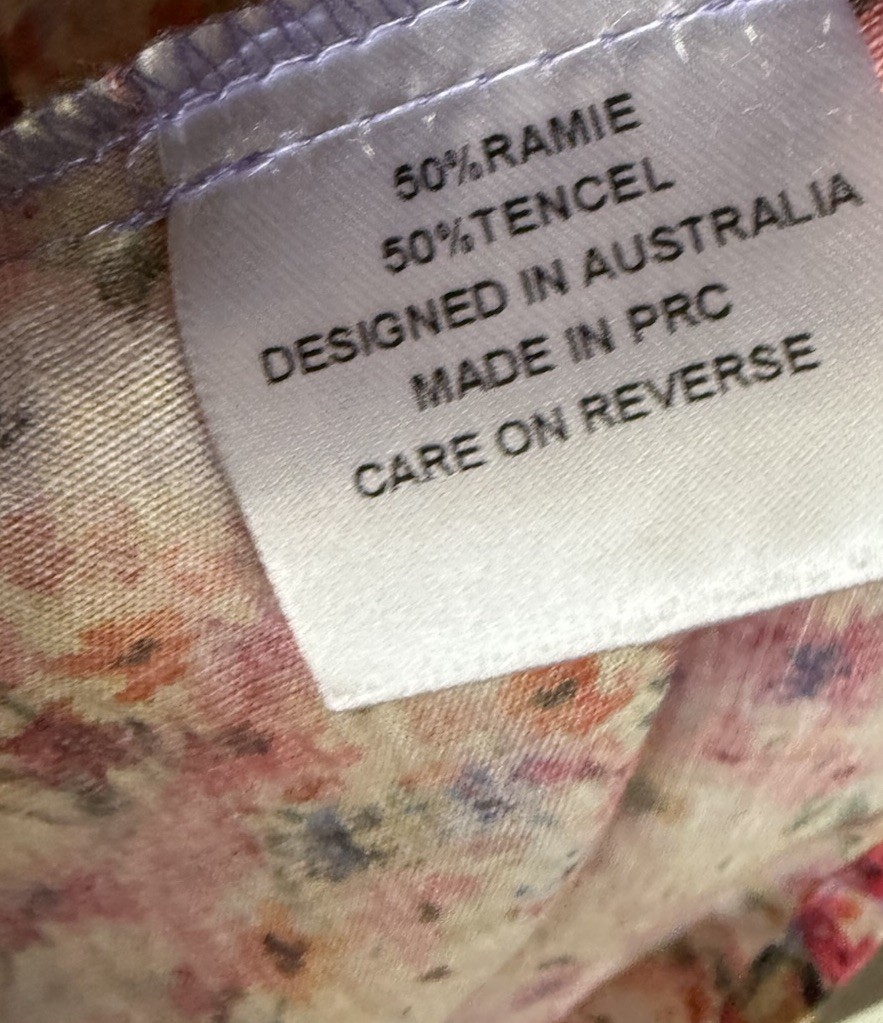 50%RAMIE
50%TENCEL
DESIGNED IN AUSTRALIA
MADE IN PRC
CARE ON REVERSE